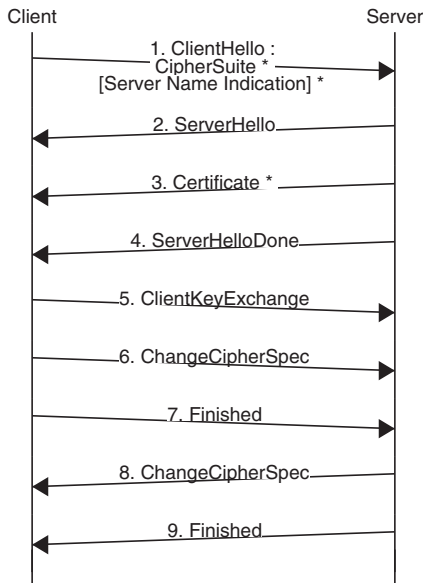 Client
Server
1. ClientHello :
CipherSuite *
[Server Name Indication] *
2. ServerHello
3. Certificate *
4. ServerHelloDone
5. ClientKeyExchange
6. ChangeCipherSpec
7. Finished
8. ChangeCipherSpec
9. Finished